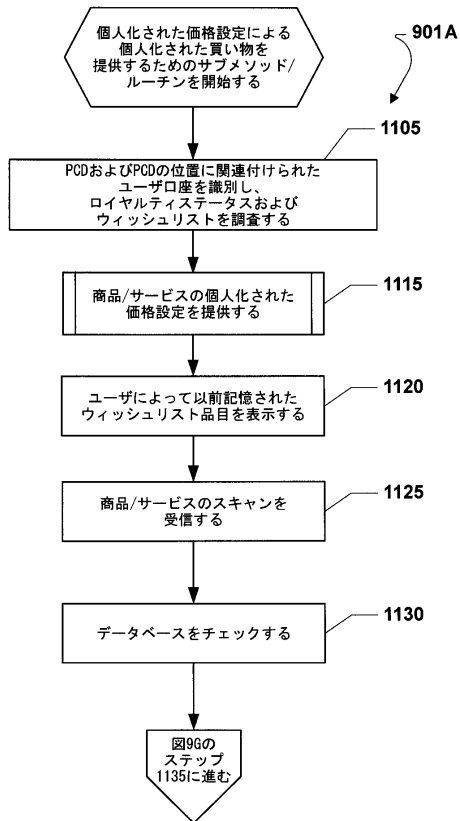 個人化された価格設定による
個人化された買い物を
提供するためのサブメソッド/
ルーチンを開始する
901A
1105
PCDおよびPCDの位置に関連付けられた
ユーザ口座を識別し、
ロイヤルティステータスおよび
ウィッシュリストを調査する
1115
商品/サービスの個人化された
価格設定を提供する
1120
ユーザによって以前記憶された
ウィッシュリスト品目を表示する
1125
商品/サービスのスキャンを
受信する
1130
データベースをチェックする
図9Gの
ステップ
1135に進む